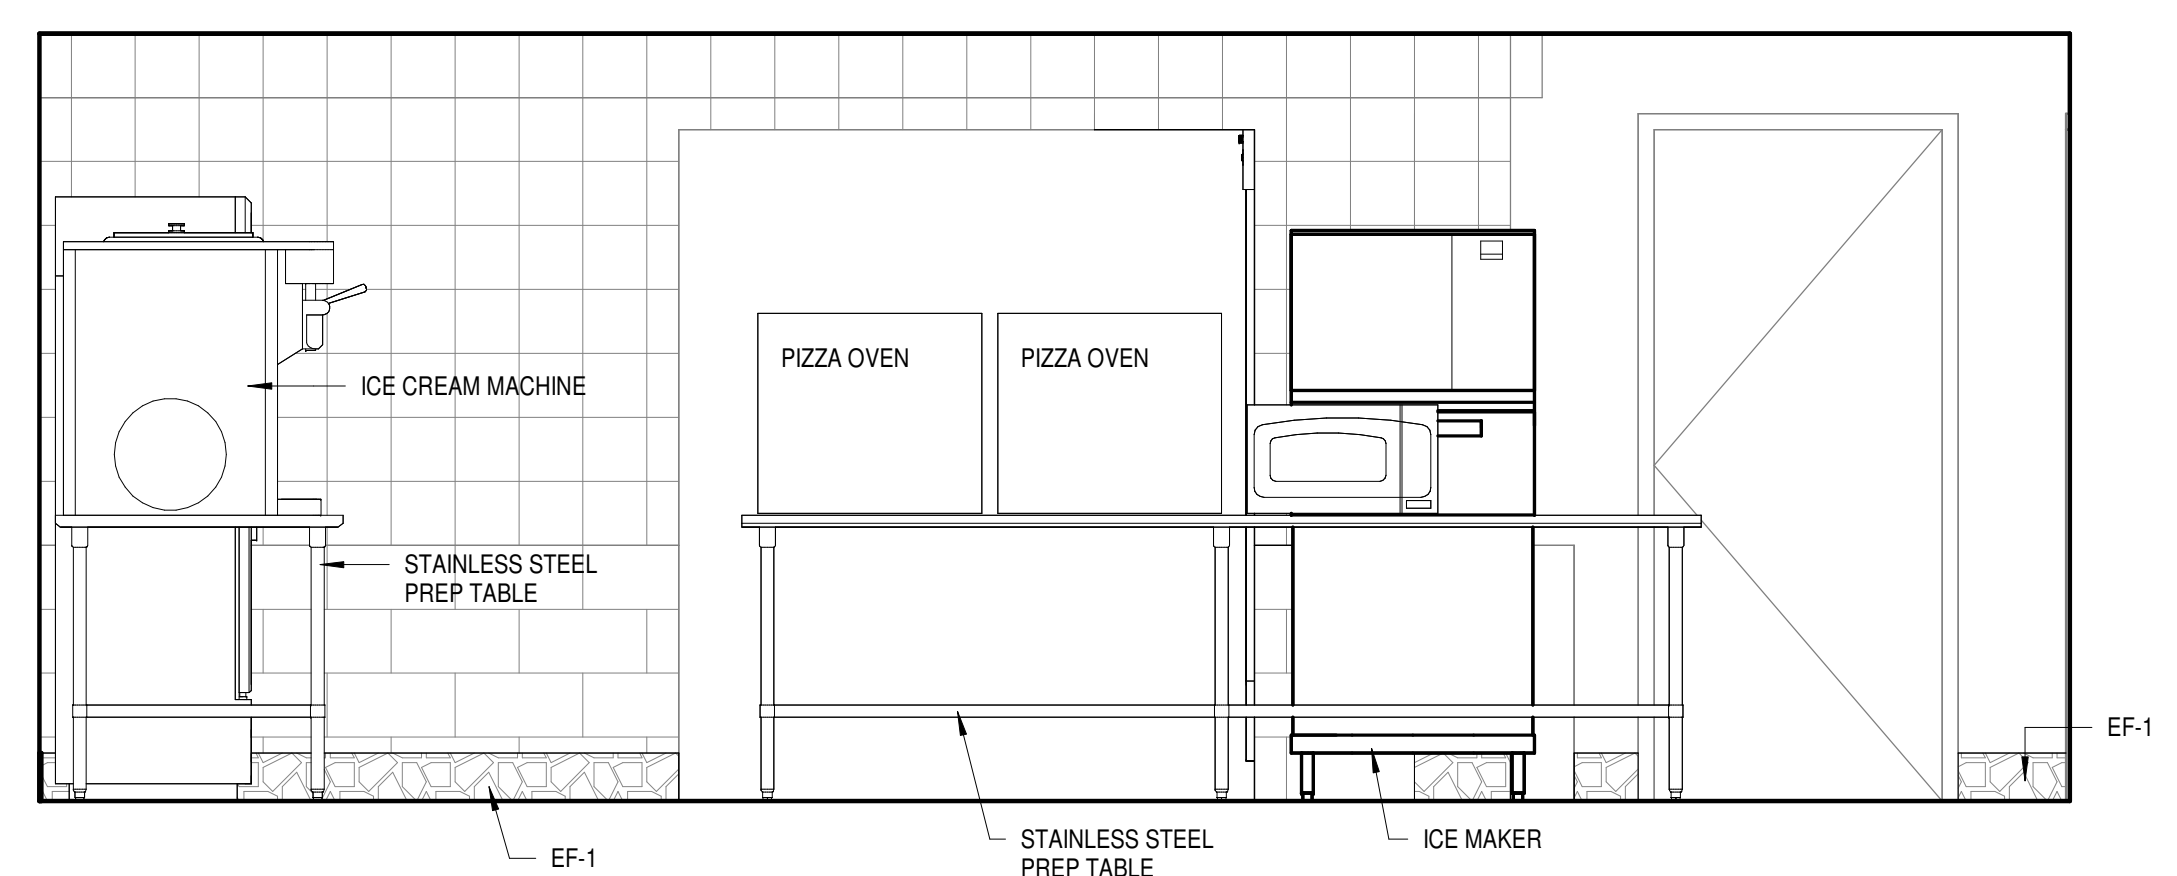 PIZZA OVEN
PIZZA OVEN
ICE CREAM MACHINE
STAINLESS STEEL
PREP TABLE
EF-1
EF-1
STAINLESS STEEL
PREP TABLE
ICE MAKER